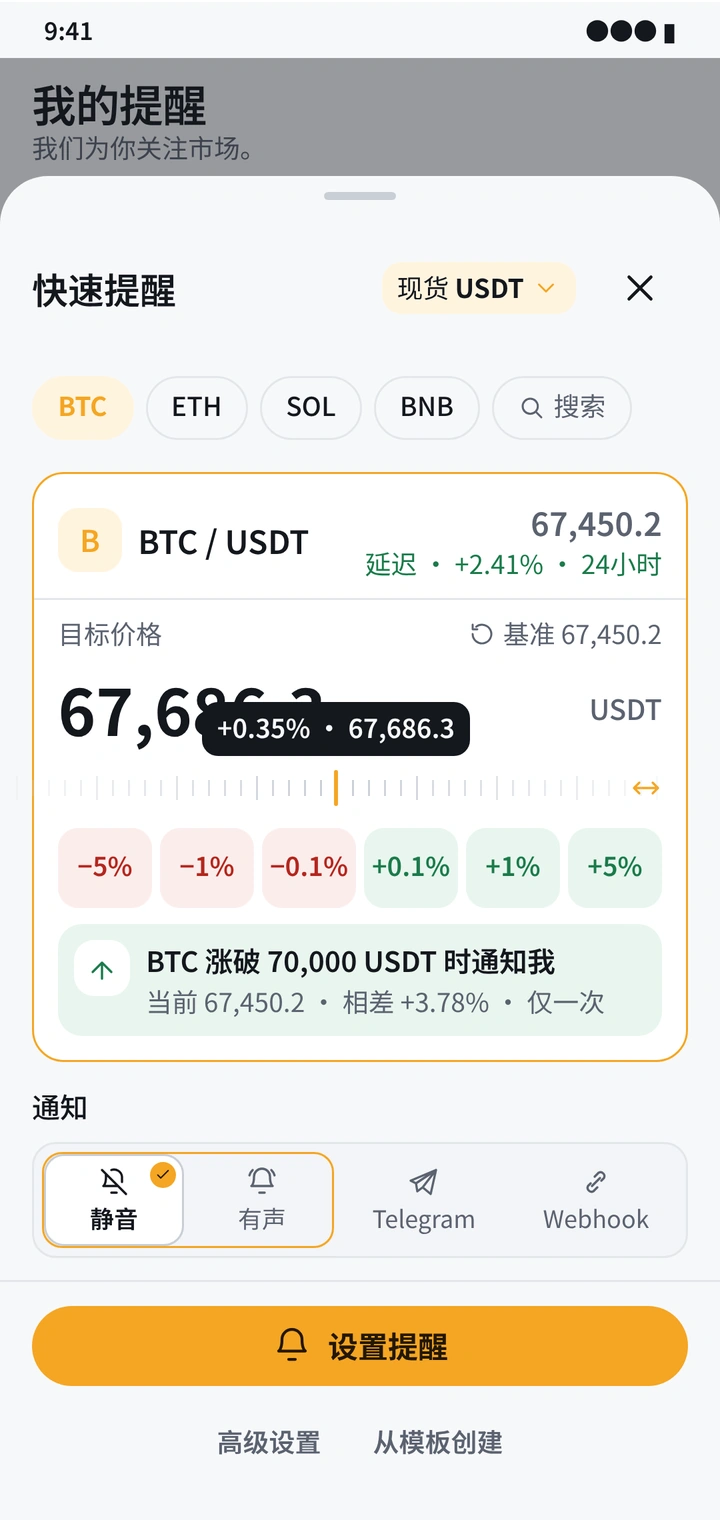 9:41
我的提醒
我们为你关注市场。
快速提醒
现货 USDT
BTC
ETH
SOL
BNB
搜索
B
BTC / USDT
67,450.2
延迟 • +2.41% • 24小时
目标价格
基准 67,450.2
67,686.3
USDT
+0.35% • 67,686.3
−5%
−1%
−0.1%
+0.1%
+1%
+5%
BTC 涨破 70,000 USDT 时通知我
当前 67,450.2 • 相差 +3.78% • 仅一次
通知
静音
有声
Telegram
Webhook
设置提醒
高级设置
从模板创建